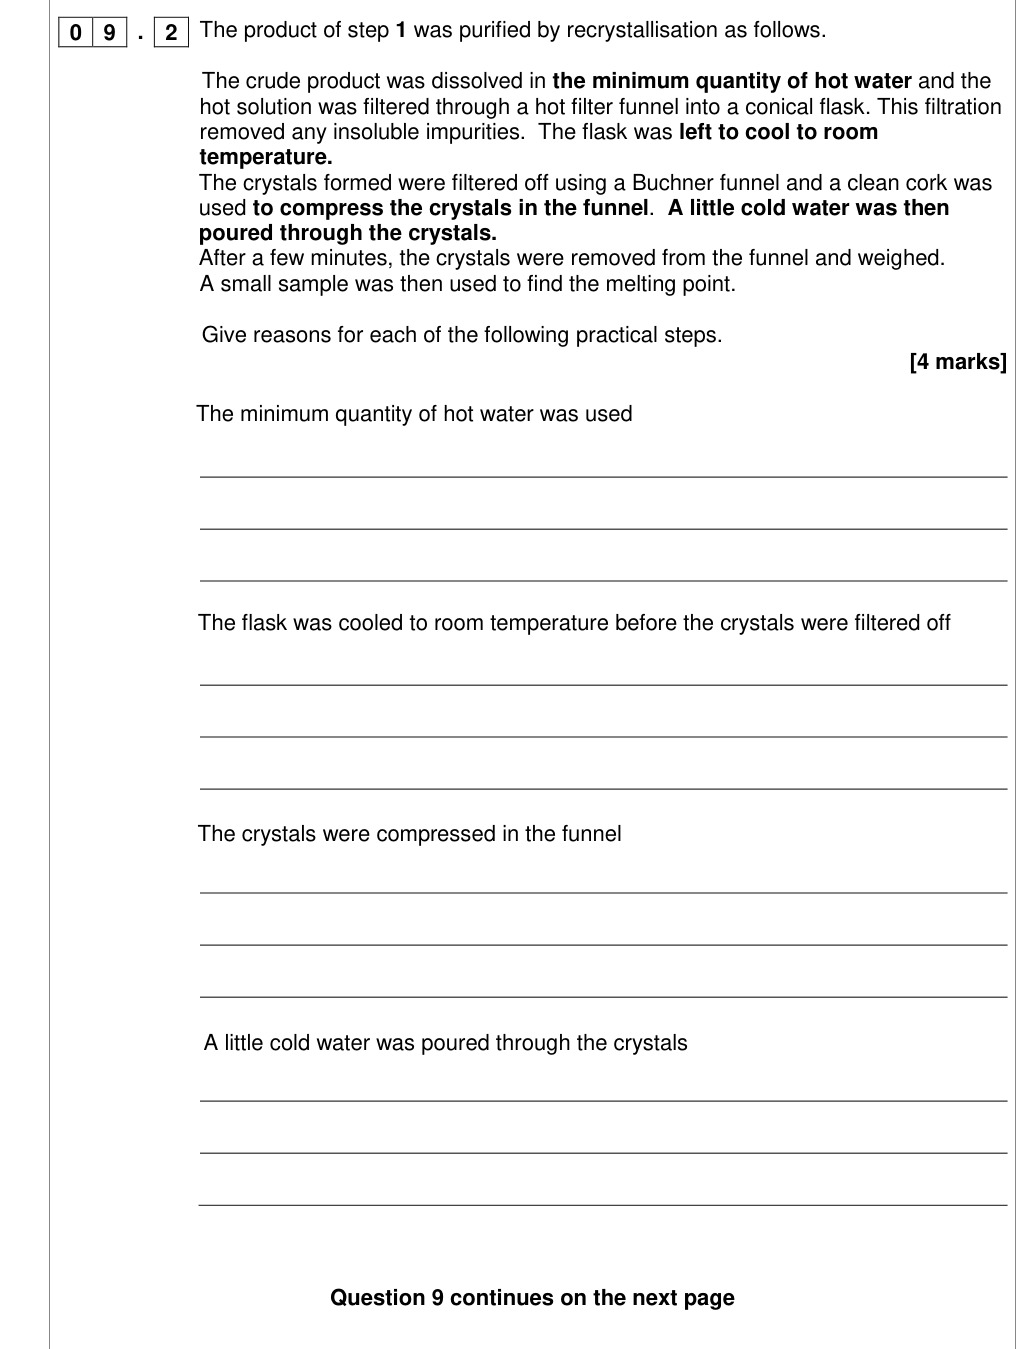 0 9 . 2 The product of step 1 was purified by recrystallisation as follows.
The crude product was dissolved in the minimum quantity of hot water and the
hot solution was filtered through a hot filter funnel into a conical flask. This filtration
removed any insoluble impurities. The flask was left to cool to room
temperature.
The crystals formed were filtered off using a Buchner funnel and a clean cork was
used to compress the crystals in the funnel. A little cold water was then
poured through the crystals.
After a few minutes, the crystals were removed from the funnel and weighed.
A small sample was then used to find the melting point.
Give reasons for each of the following practical steps.
[4 marks]
The minimum quantity of hot water was used
The flask was cooled to room temperature before the crystals were filtered off
The crystals were compressed in the funnel
A little cold water was poured through the crystals
Question 9 continues on the next page